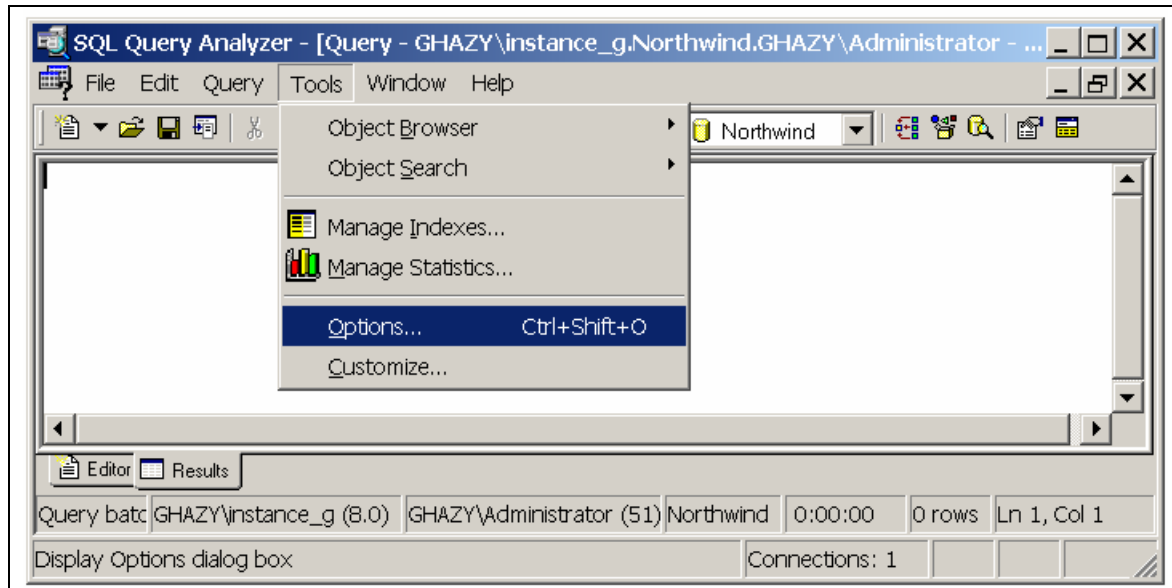 SQL Query Analyzer - [Query - GHAZY\instance_g.Northwind.GHAZY\Administrator - ...
File Edit Query Tools Window Help
Northwind
Object Browser
Object Search
Manage Indexes...
Manage Statistics...
Options... Ctrl+Shift+O
Customize...
Editor Results
Query batc GHAZY\instance_g (8.0) GHAZY\Administrator (51) Northwind 0:00:00 0 rows Ln 1, Col 1
Display Options dialog box Connections: 1